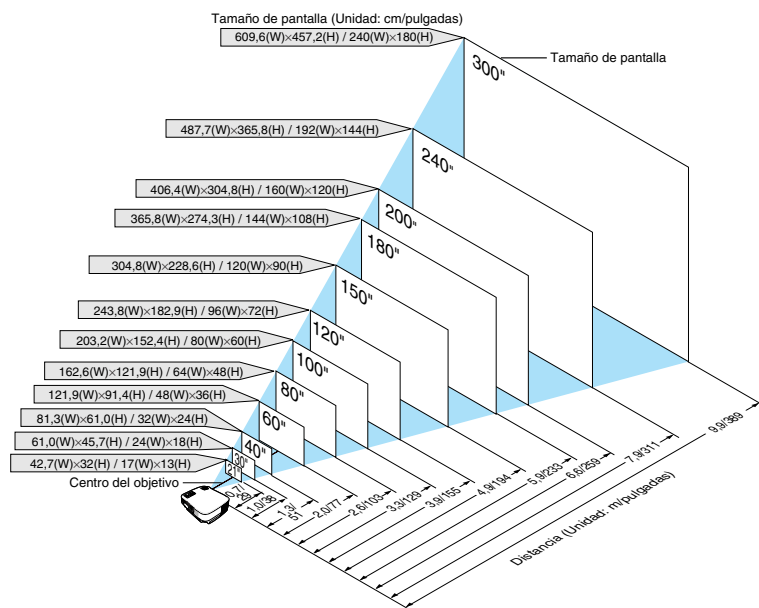 Tamaño de pantalla (Unidad: cm/pulgadas)
609,6(W)×457,2(H) / 240(W)×180(H)
Tamaño de pantalla
300"
487,7(W)×365,8(H) / 192(W)×144(H)
240"
406,4(W)×304,8(H) / 160(W)×120(H)
200"
365,8(W)×274,3(H) / 144(W)×108(H)
180"
304,8(W)×228,6(H) / 120(W)×90(H)
150"
243,8(W)×182,9(H) / 96(W)×72(H)
120"
203,2(W)×152,4(H) / 80(W)×60(H)
100"
162,6(W)×121,9(H) / 64(W)×48(H)
80"
121,9(W)×91,4(H) / 48(W)×36(H)
60"
81,3(W)×61,0(H) / 32(W)×24(H)
40"
61,0(W)×45,7(H) / 24(W)×18(H)
30"
42,7(W)×32(H) / 17(W)×13(H)
21"
Centro del objetivo
0,7/
29
1,0/38
1,3/
51
2,0/77
2,6/103
3,3/129
3,9/155
4,9/194
5,9/233
6,6/259
7,9/311
9,9/389
Distancia (Unidad: m/pulgadas)